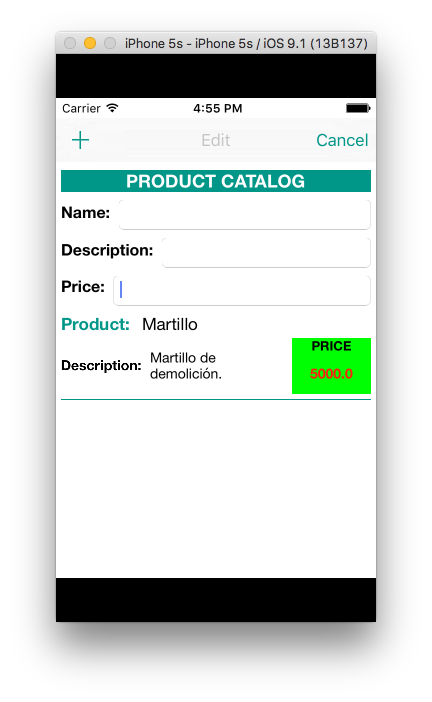 iPhone 5s - iPhone 5s / iOS 9.1 (13B137)
Carrier 4:55 PM
+ Edit Cancel
PRODUCT CATALOG
Name:
Description:
Price:
Product: Martillo
PRICE
Description: Martillo de
demolición.
5000.0